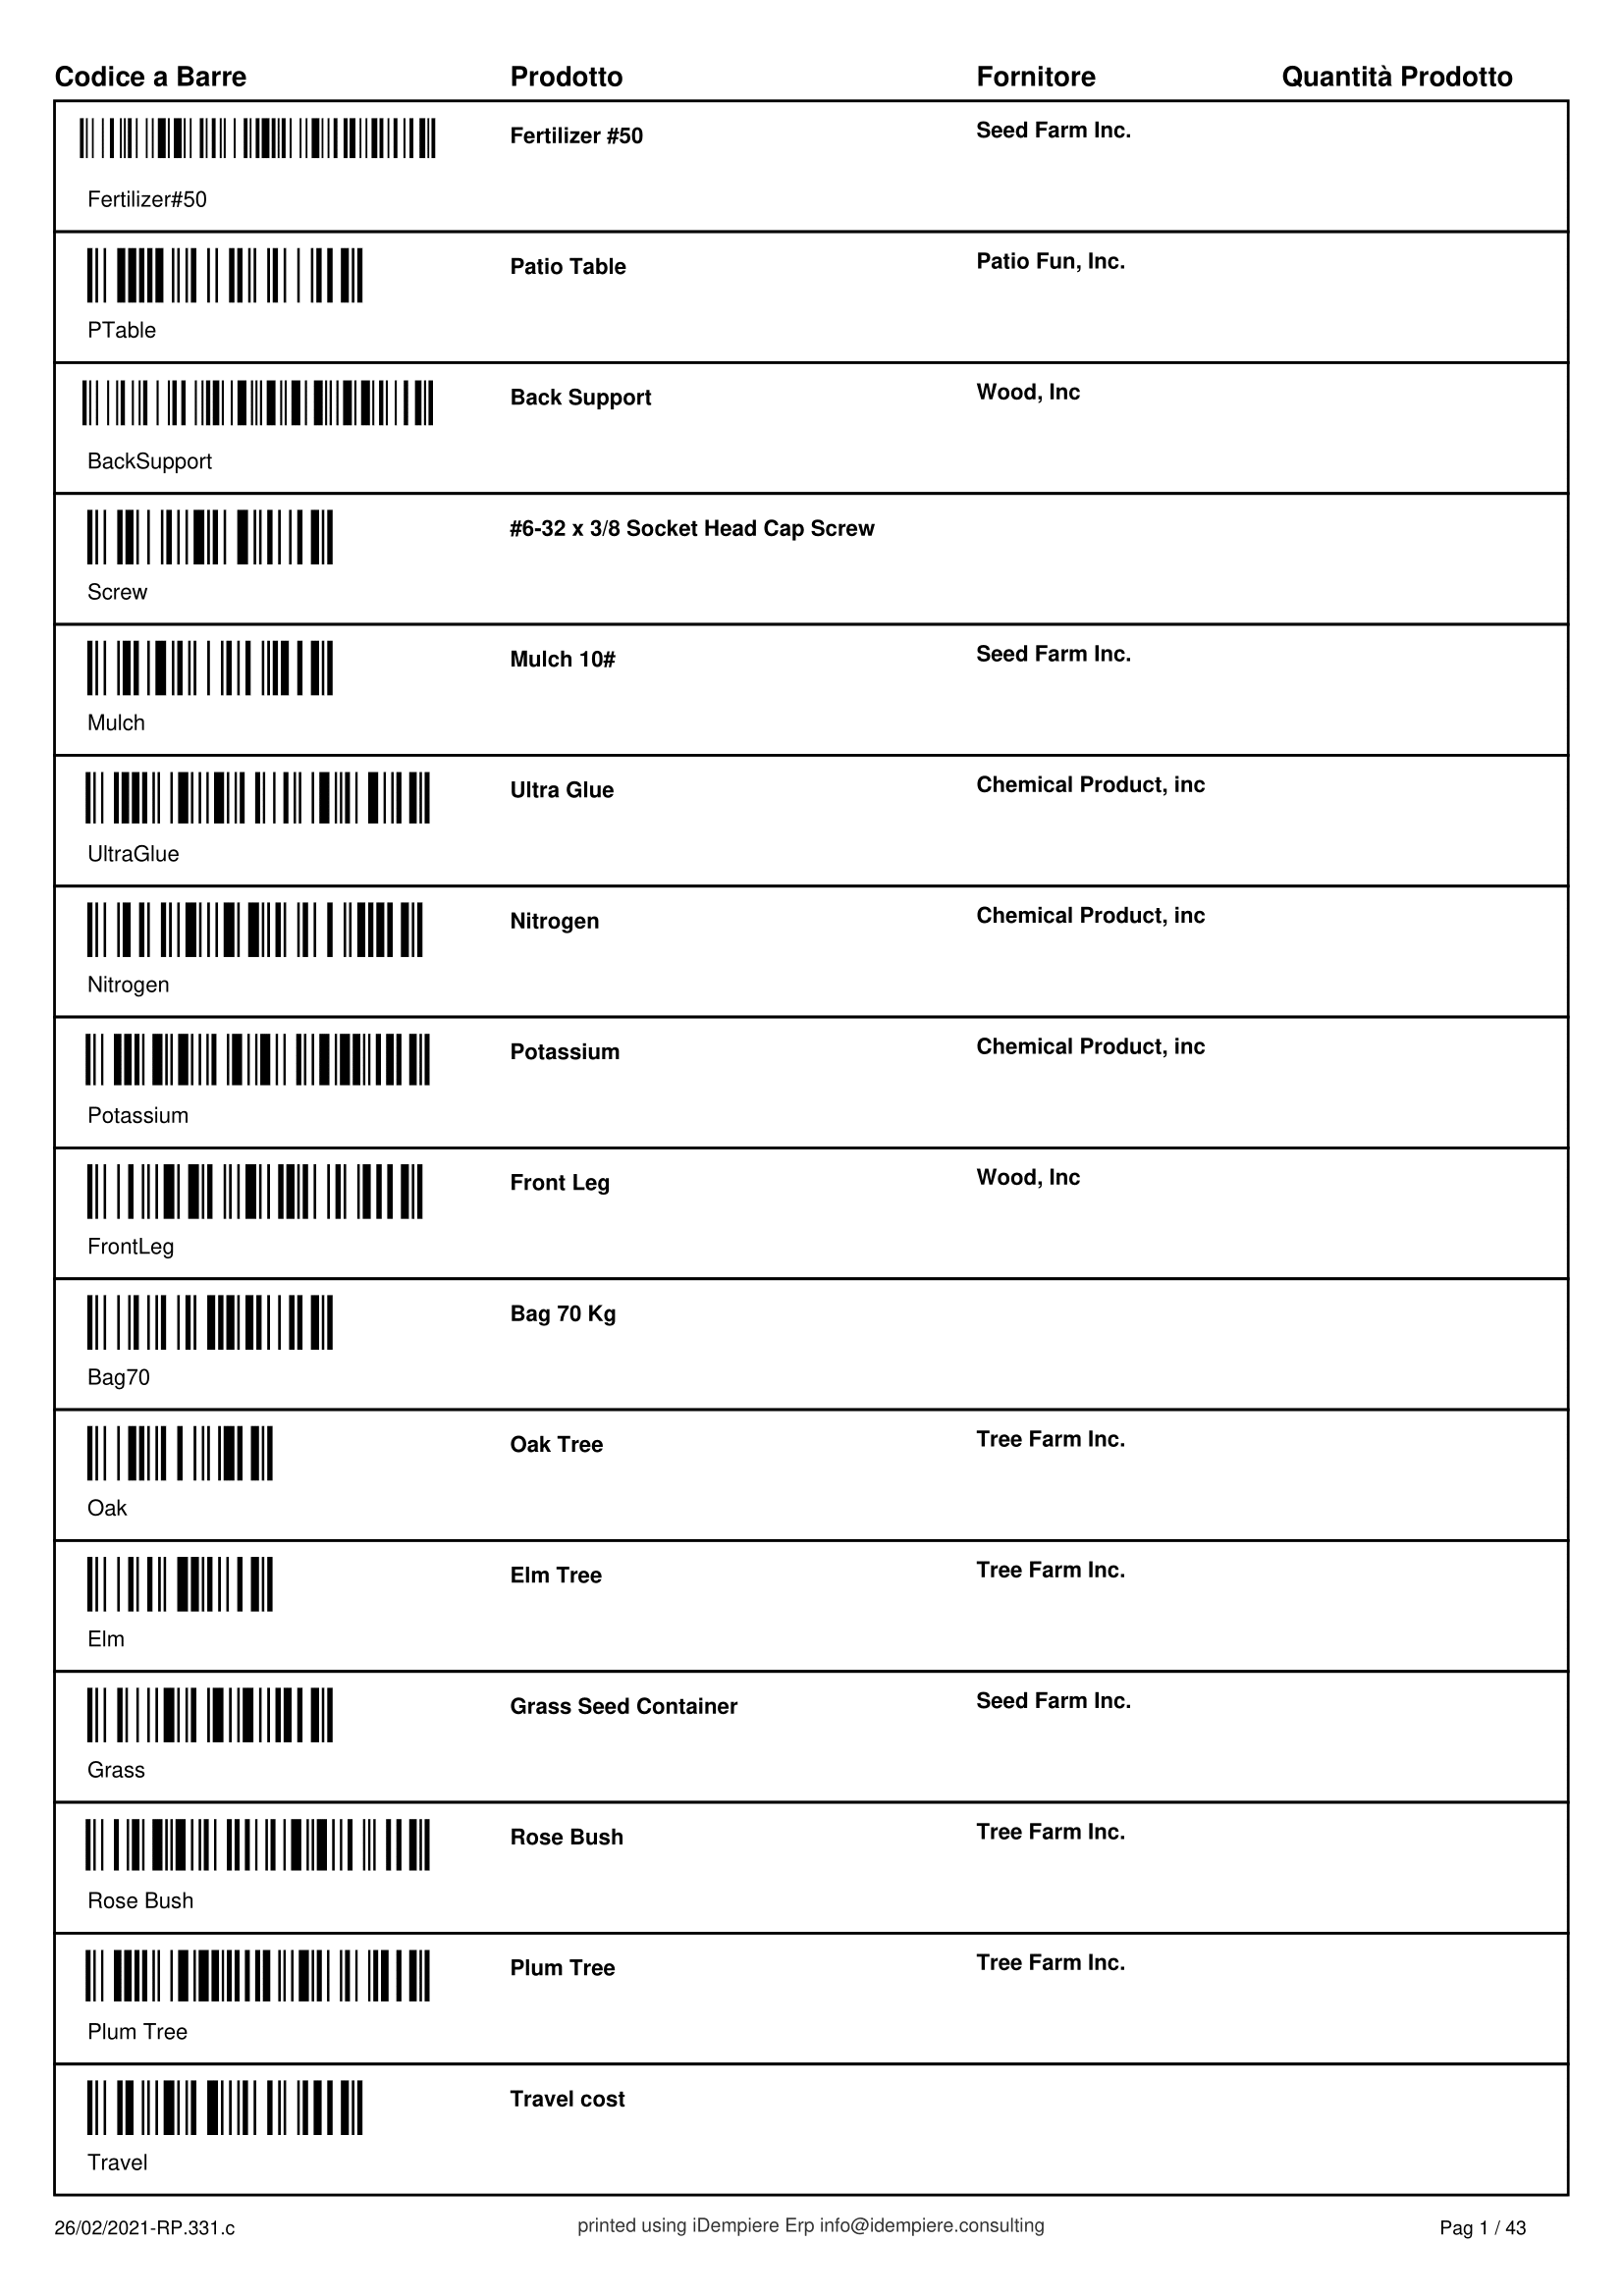 Codice a Barre Prodotto Fornitore Quantità Prodotto
Fertilizer #50 Seed Farm Inc.
Fertilizer#50
Patio Table Patio Fun, Inc.
PTable
Back Support Wood, Inc
BackSupport
#6-32 x 3/8 Socket Head Cap Screw
Screw
Mulch 10# Seed Farm Inc.
Mulch
Ultra Glue Chemical Product, inc
UltraGlue
Nitrogen Chemical Product, inc
Nitrogen
Potassium Chemical Product, inc
Potassium
Front Leg Wood, Inc
FrontLeg
Bag 70 Kg
Bag70
Oak Tree Tree Farm Inc.
Oak
Elm Tree Tree Farm Inc.
Elm
Grass Seed Container Seed Farm Inc.
Grass
Rose Bush Tree Farm Inc.
Rose Bush
Plum Tree Tree Farm Inc.
Plum Tree
Travel cost
Travel
26/02/2021-RP.331.c printed using iDempiere Erp info@idempiere.consulting Pag 1 / 43